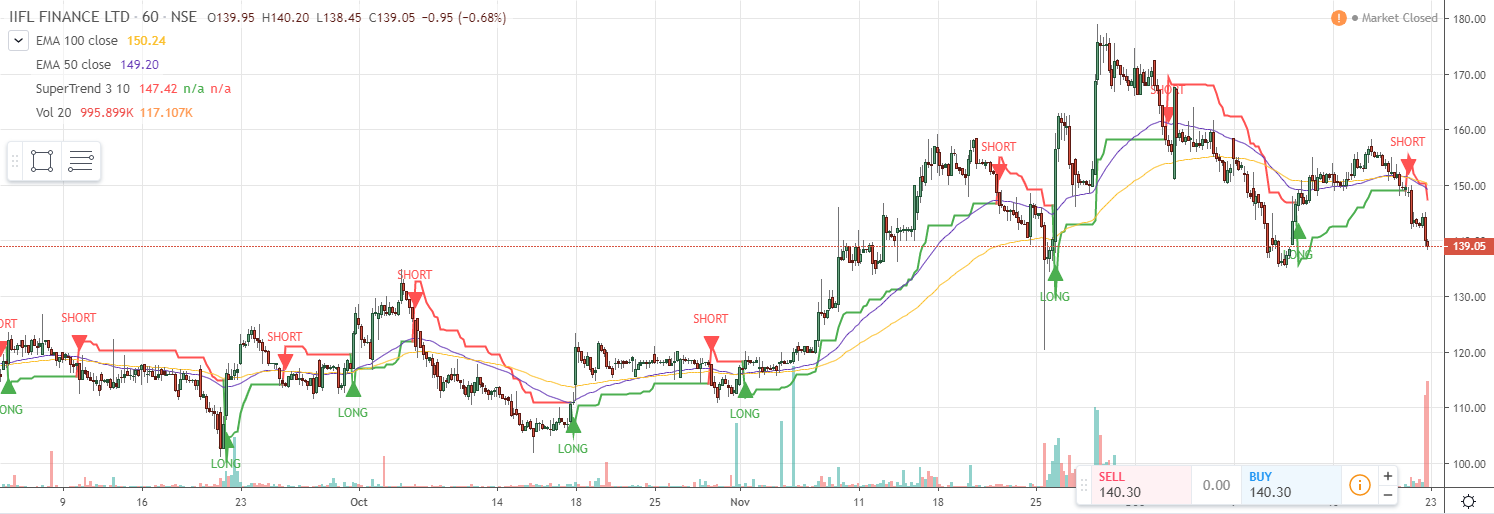 IIFL FINANCE LTD · 60 · NSE O139.95 H140.20 L138.45 C139.05 −0.95 (−0.68%)
! Market Closed
EMA 100 close 150.24
EMA 50 close 149.20
SuperTrend 3 10 147.42 n/a n/a
Vol 20 995.899K 117.107K
180.00
170.00
160.00
150.00
139.05
130.00
120.00
110.00
100.00
ORT
SHORT
SHORT
SHORT
SHORT
SHORT
SHORT
SHORT
ONG
LONG
LONG
LONG
LONG
LONG
LONG
SELL
140.30
0.00
BUY
140.30
+
−
9 16 23 Oct 14 18 25 Nov 11 18 25 23